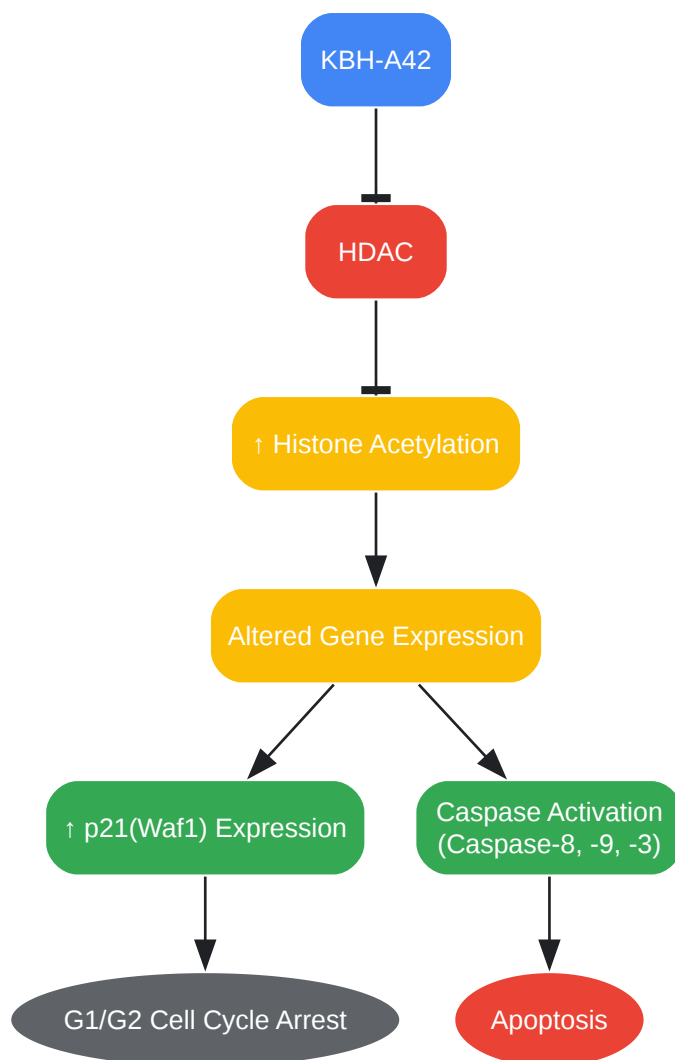 KBH-A42
HDAC
↑ Histone Acetylation
Altered Gene Expression
↑ p21(Waf1) Expression
Caspase Activation
(Caspase-8, -9, -3)
G1/G2 Cell Cycle Arrest
Apoptosis